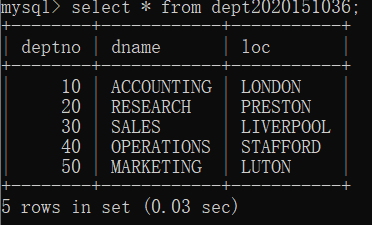 mysql> select * from dept2020151036;
+--------+------------+-----------+
| deptno | dname      | loc       |
+--------+------------+-----------+
|     10 | ACCOUNTING | LONDON    |
|     20 | RESEARCH   | PRESTON   |
|     30 | SALES      | LIVERPOOL |
|     40 | OPERATIONS | STAFFORD  |
|     50 | MARKETING  | LUTON     |
+--------+------------+-----------+
5 rows in set (0.03 sec)